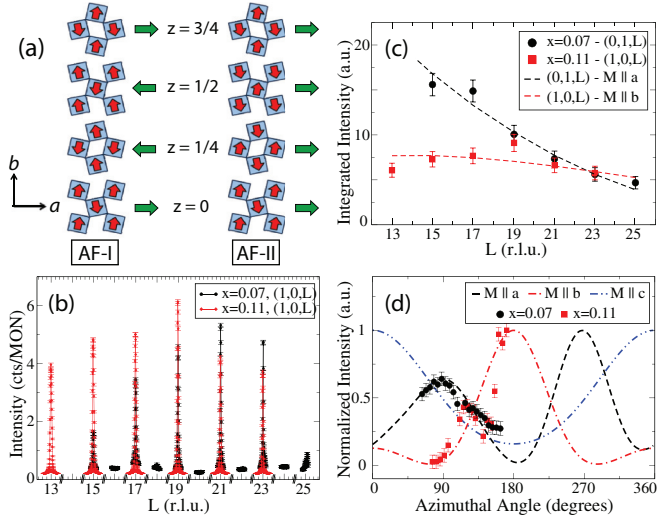 (a)
z = 3/4
z = 1/2
z = 1/4
z = 0
b
a
AF-I
AF-II
(c)
Integrated Intensity (a.u.)
25
20
15
10
5
0
x=0.07 - (0,1,L)
x=0.11 - (1,0,L)
(0,1,L) - M || a
(1,0,L) - M || b
13 15 17 19 21 23 25
L (r.l.u.)
(b)
Intensity (cts/MON)
6
4
2
0
x=0.07, (1,0,L)
x=0.11, (1,0,L)
13 15 17 19 21 23 25
L (r.l.u.)
(d)
Normalized Intensity (a.u.)
1
0.5
0
M || a M || b M || c
x=0.07 x=0.11
0 90 180 270 360
Azimuthal Angle (degrees)